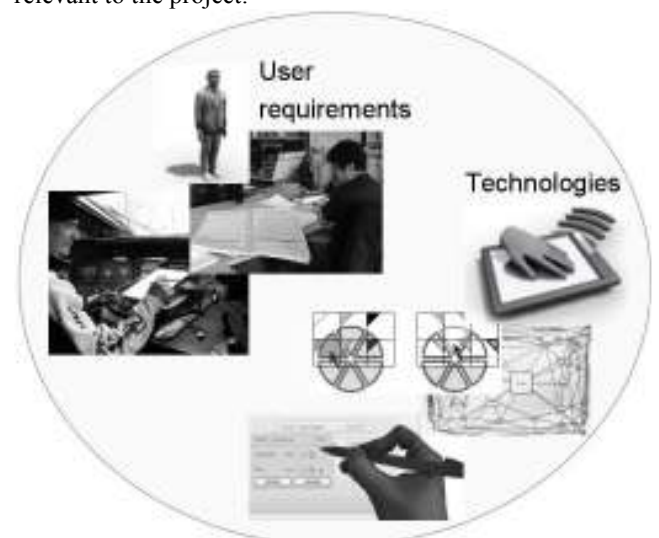 relevant to the project.
User
requirements
Technologies